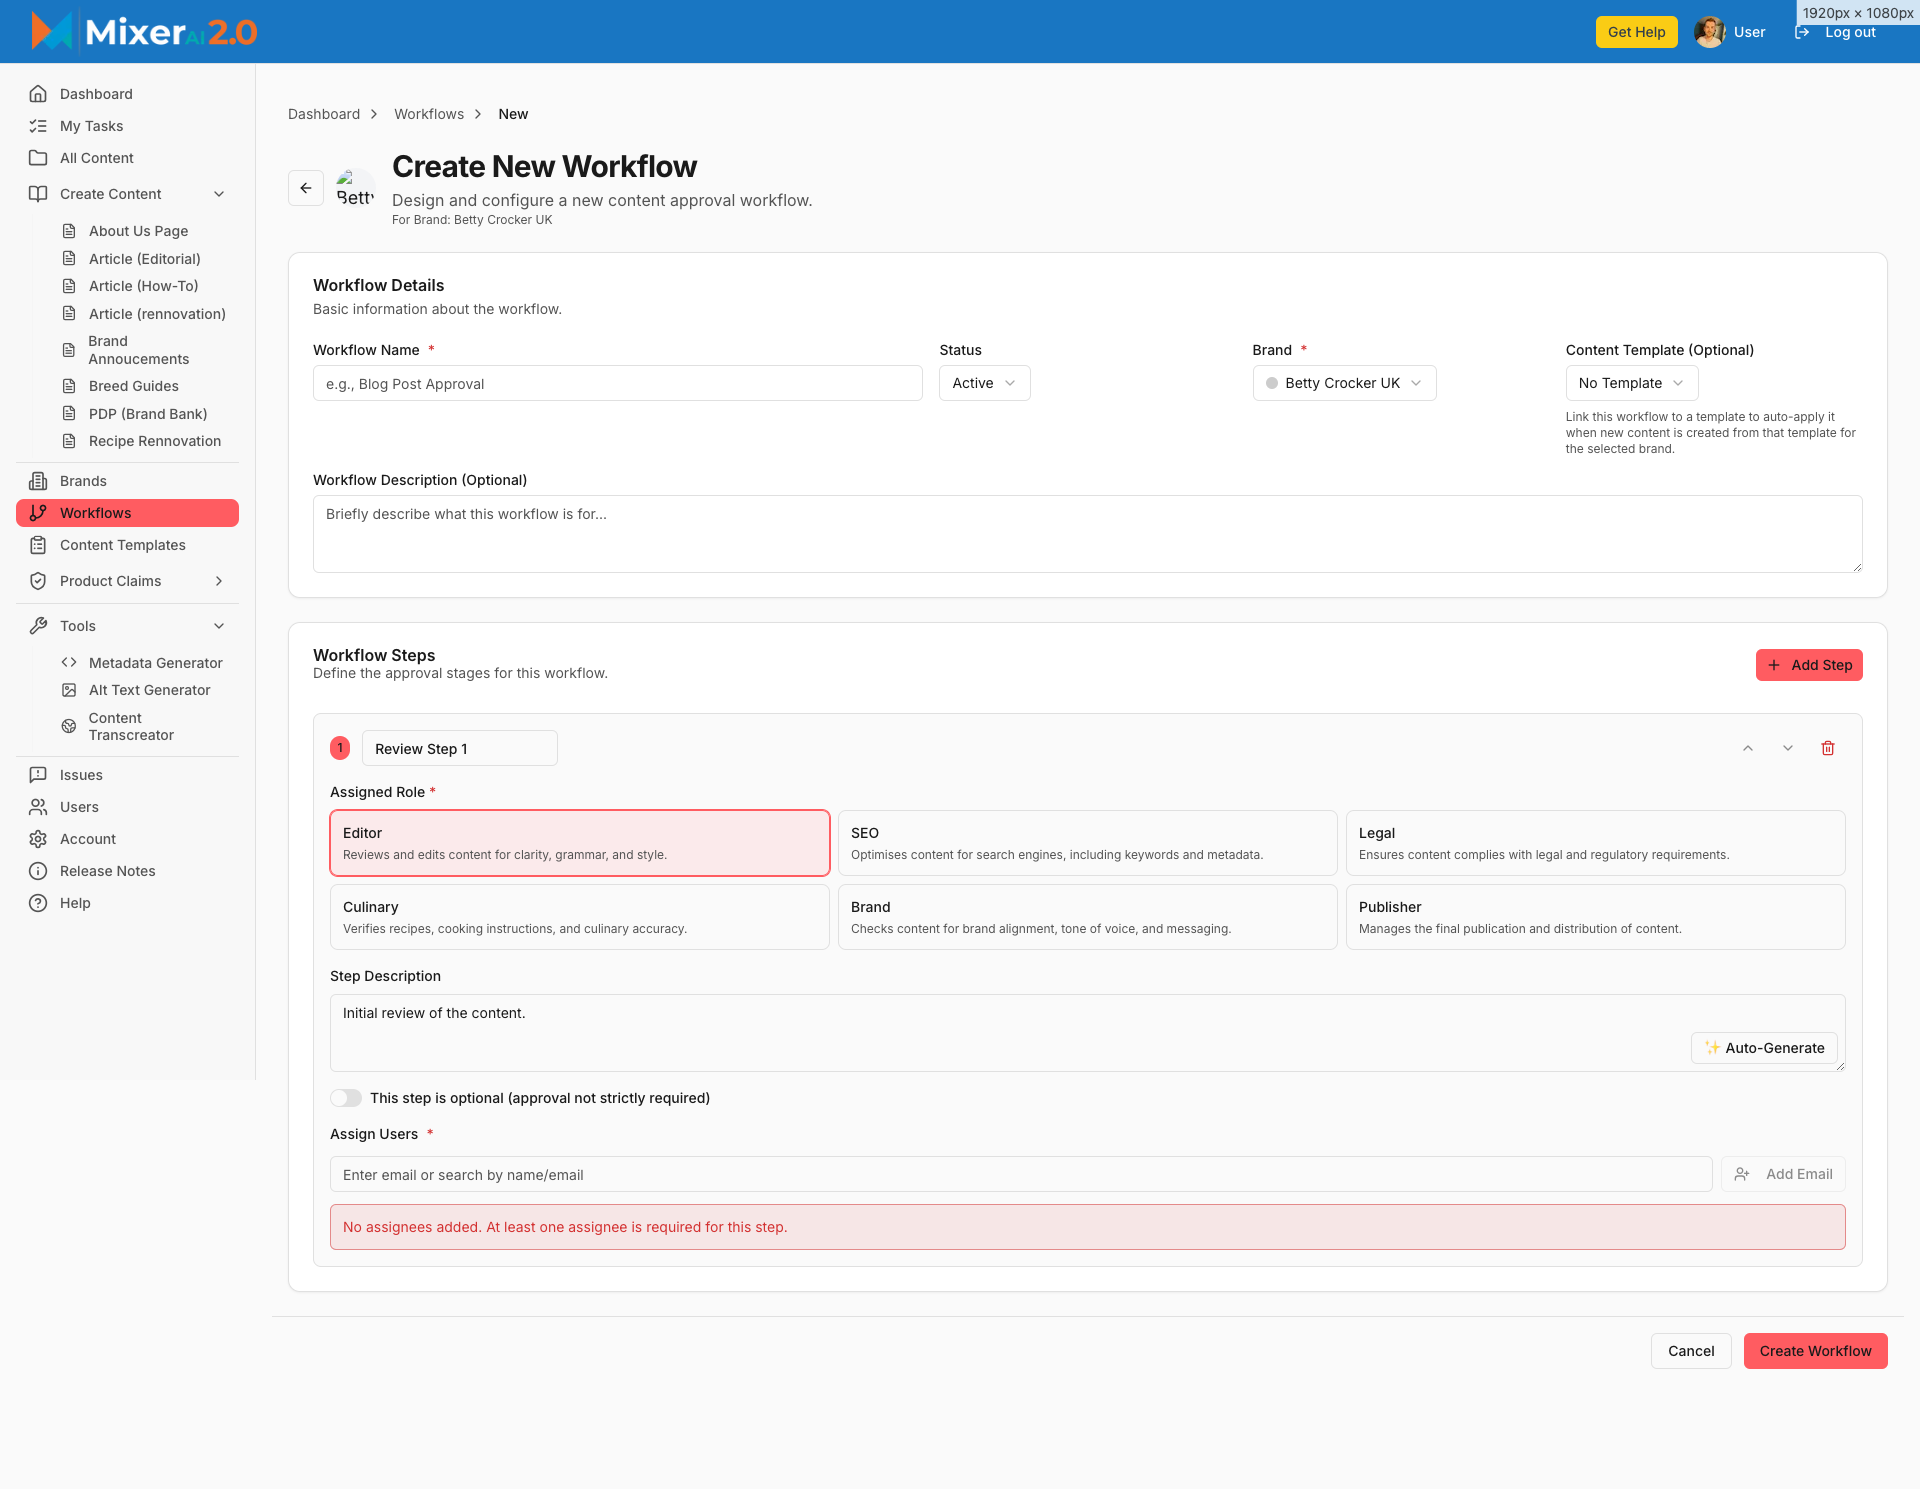 MixerAI 2.0
Get Help
User
1920px × 1080px
Log out
Dashboard
My Tasks
All Content
Create Content
About Us Page
Article (Editorial)
Article (How-To)
Article (rennovation)
Brand
Annoucements
Breed Guides
PDP (Brand Bank)
Recipe Rennovation
Brands
Workflows
Content Templates
Product Claims
Tools
Metadata Generator
Alt Text Generator
Content
Transcreator
Issues
Users
Account
Release Notes
Help
Dashboard > Workflows > New
Betty
Create New Workflow
Design and configure a new content approval workflow.
For Brand: Betty Crocker UK
Workflow Details
Basic information about the workflow.
Workflow Name *
e.g., Blog Post Approval
Status
Active
Brand *
Betty Crocker UK
Content Template (Optional)
No Template
Link this workflow to a template to auto-apply it
when new content is created from that template for
the selected brand.
Workflow Description (Optional)
Briefly describe what this workflow is for...
Workflow Steps
Define the approval stages for this workflow.
Add Step
1
Review Step 1
Assigned Role *
Editor
Reviews and edits content for clarity, grammar, and style.
SEO
Optimises content for search engines, including keywords and metadata.
Legal
Ensures content complies with legal and regulatory requirements.
Culinary
Verifies recipes, cooking instructions, and culinary accuracy.
Brand
Checks content for brand alignment, tone of voice, and messaging.
Publisher
Manages the final publication and distribution of content.
Step Description
Initial review of the content.
✨ Auto-Generate
This step is optional (approval not strictly required)
Assign Users *
Enter email or search by name/email
Add Email
No assignees added. At least one assignee is required for this step.
Cancel
Create Workflow